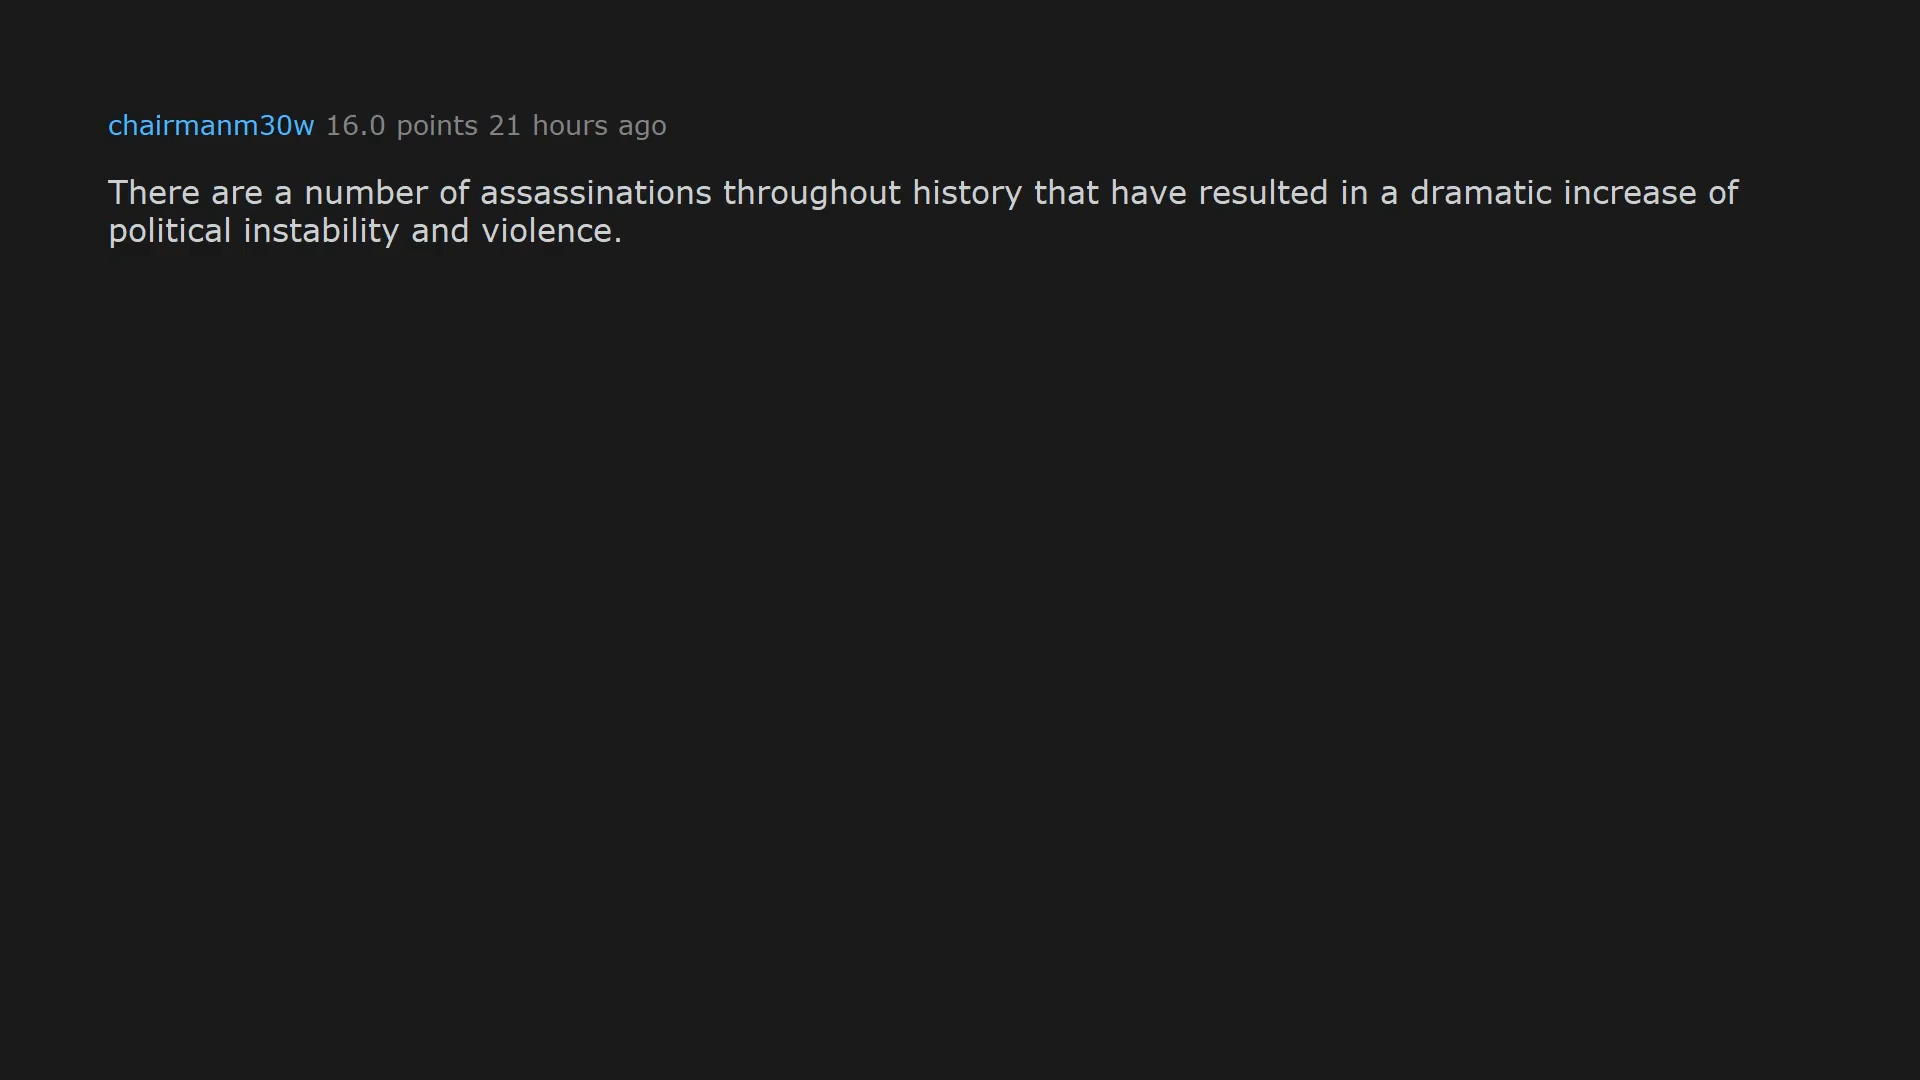 chairmanm30w 16.0 points 21 hours ago
There are a number of assassinations throughout history that have resulted in a dramatic increase of
political instability and violence.